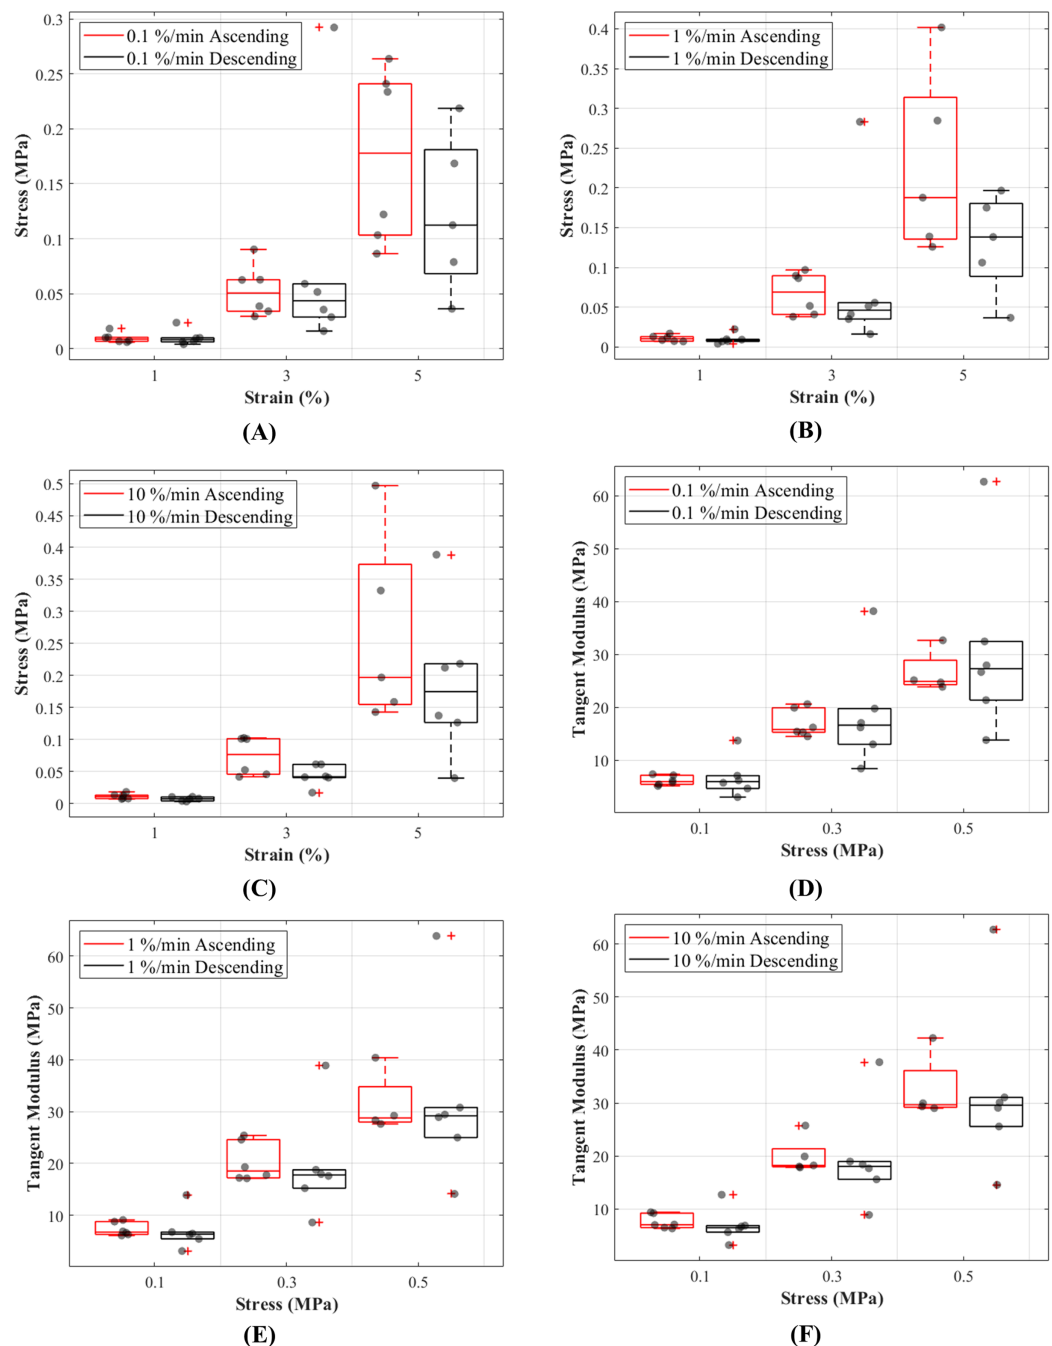 0.1 %/min Ascending
0.1 %/min Descending
0.3
0.25
0.2
0.15
0.1
0.05
0
Stress (MPa)
1
3
5
Strain (%)
(A)
1 %/min Ascending
1 %/min Descending
0.4
0.35
0.3
0.25
0.2
0.15
0.1
0.05
0
Stress (MPa)
1
3
5
Strain (%)
(B)
10 %/min Ascending
10 %/min Descending
0.5
0.45
0.4
0.35
0.3
0.25
0.2
0.15
0.1
0.05
0
Stress (MPa)
1
3
5
Strain (%)
(C)
0.1 %/min Ascending
0.1 %/min Descending
60
50
40
30
20
10
Tangent Modulus (MPa)
0.1
0.3
0.5
Stress (MPa)
(D)
1 %/min Ascending
1 %/min Descending
60
50
40
30
20
10
Tangent Modulus (MPa)
0.1
0.3
0.5
Stress (MPa)
(E)
10 %/min Ascending
10 %/min Descending
60
50
40
30
20
10
Tangent Modulus (MPa)
0.1
0.3
0.5
Stress (MPa)
(F)